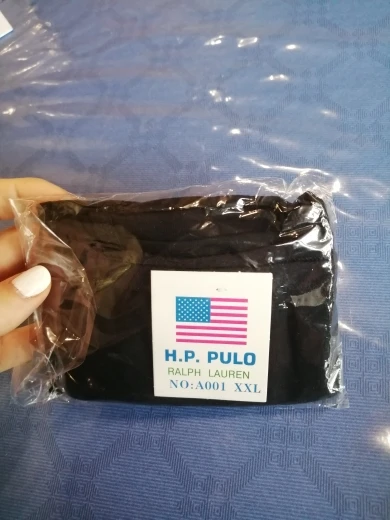 H.P. PULO
RALPH LAUREN
NO:A001 XXL